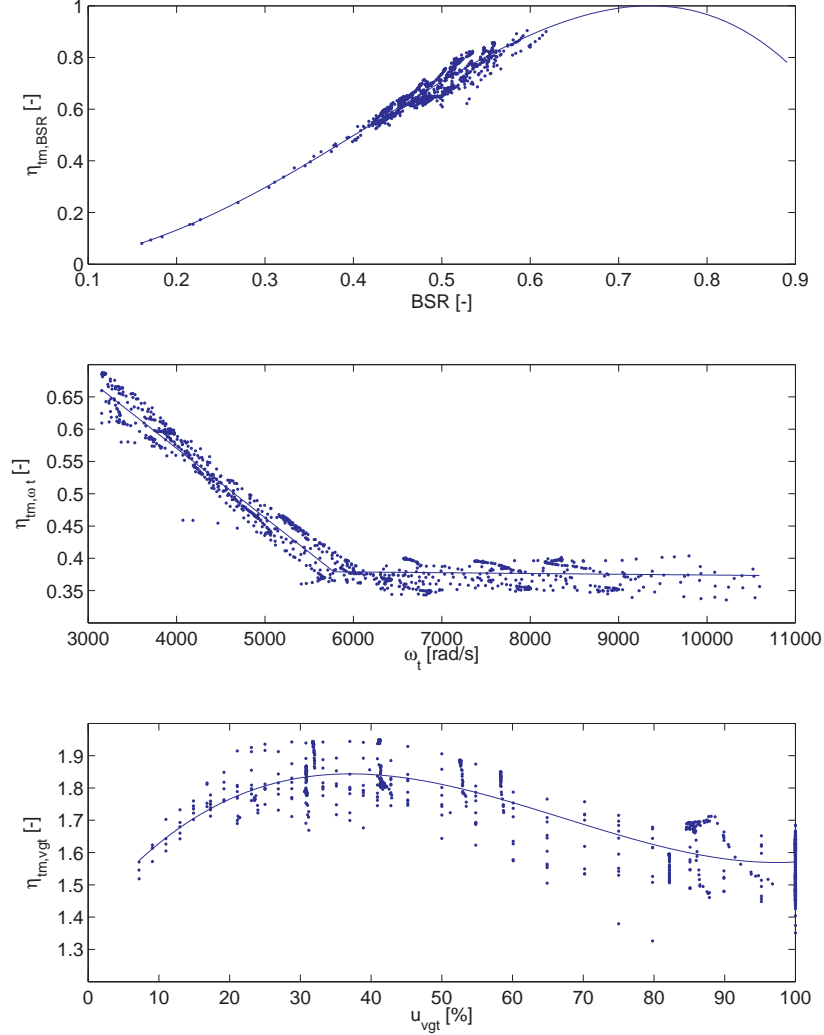 1
0.8
0.6
0.4
0.2
0
η_tm,BSR [-]
0.1 0.2 0.3 0.4 0.5 0.6 0.7 0.8 0.9
BSR [-]
0.65
0.6
0.55
0.5
0.45
0.4
0.35
η_tm,ω t [-]
3000 4000 5000 6000 7000 8000 9000 10000 11000
ω_t [rad/s]
1.9
1.8
1.7
1.6
1.5
1.4
1.3
η_tm,vgt [-]
0 10 20 30 40 50 60 70 80 90 100
u_vgt [%]